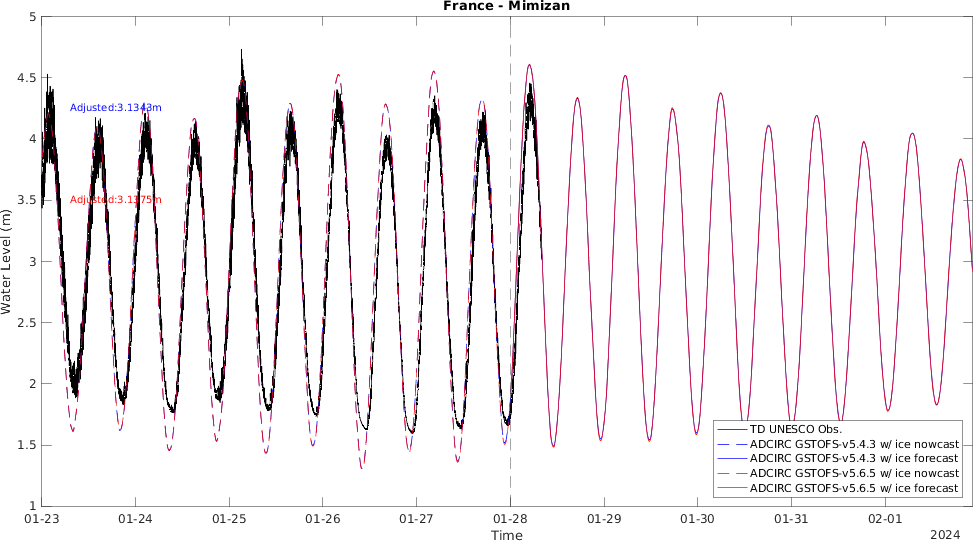 France - Mimizan
5
4.5
4
3.5
3
2.5
2
1.5
1
Water Level (m)
Adjusted:3.1343m
Adjusted:3.1175m
TD UNESCO Obs.
ADCIRC GSTOFS-v5.4.3 w/ ice nowcast
ADCIRC GSTOFS-v5.4.3 w/ ice forecast
ADCIRC GSTOFS-v5.6.5 w/ ice nowcast
ADCIRC GSTOFS-v5.6.5 w/ ice forecast
01-23 01-24 01-25 01-26 01-27 01-28 01-29 01-30 01-31 02-01
Time
2024